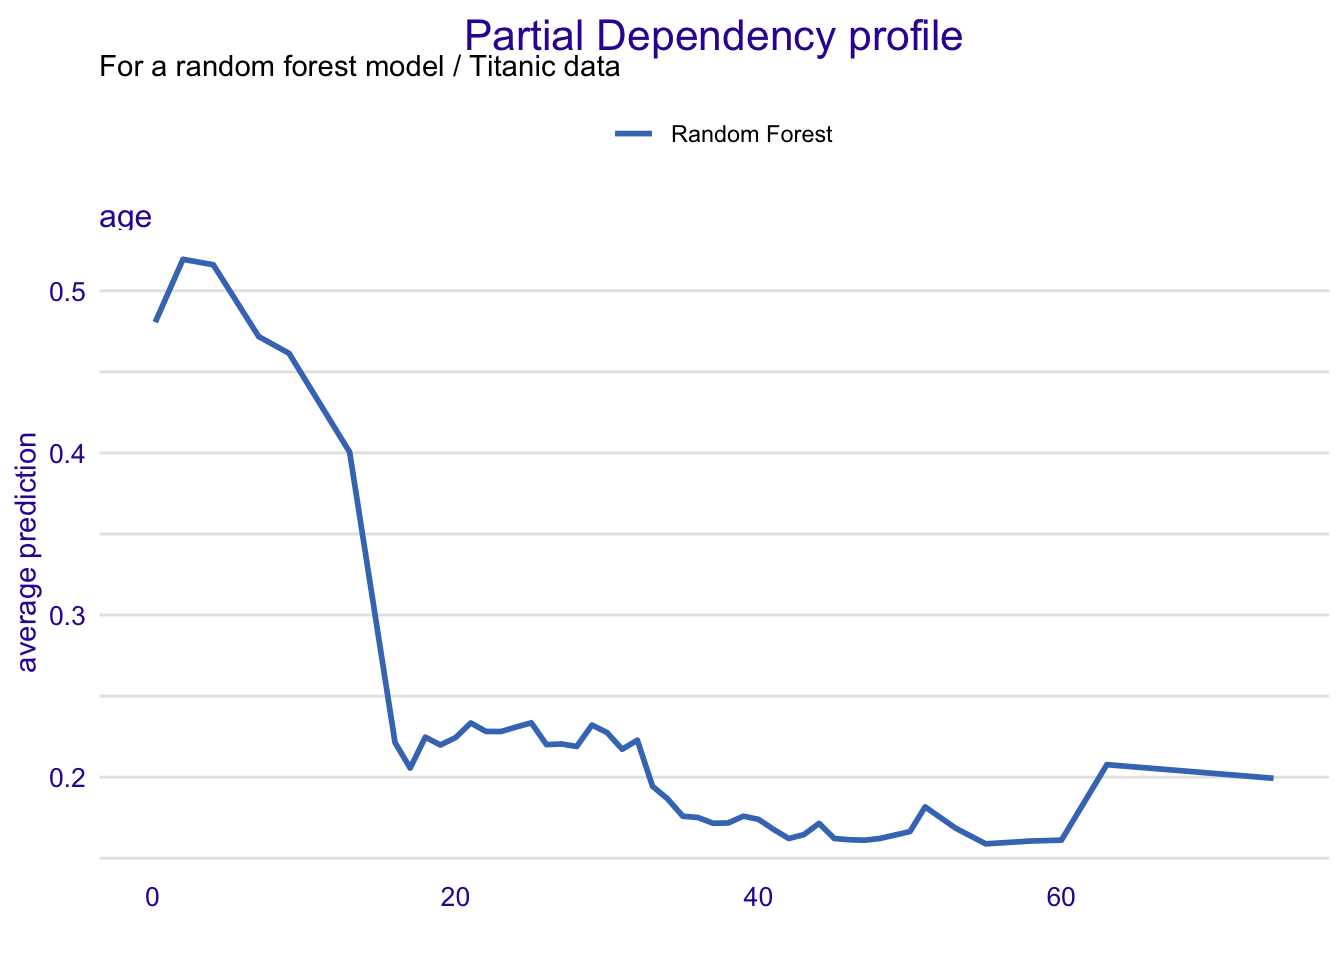 Partial Dependency profile
For a random forest model / Titanic data
Random Forest
age
0.5
0.4
0.3
0.2
average prediction
0 20 40 60